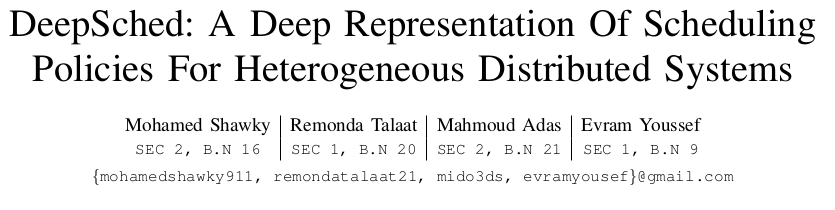 DeepSched: A Deep Representation Of Scheduling
Policies For Heterogeneous Distributed Systems
Mohamed Shawky | Remonda Talaat | Mahmoud Adas | Evram Youssef
SEC 2, B.N 16 | SEC 1, B.N 20 | SEC 2, B.N 21 | SEC 1, B.N 9
{mohamedshawky911, remondatalaat21, mido3ds, evramyousef}@gmail.com